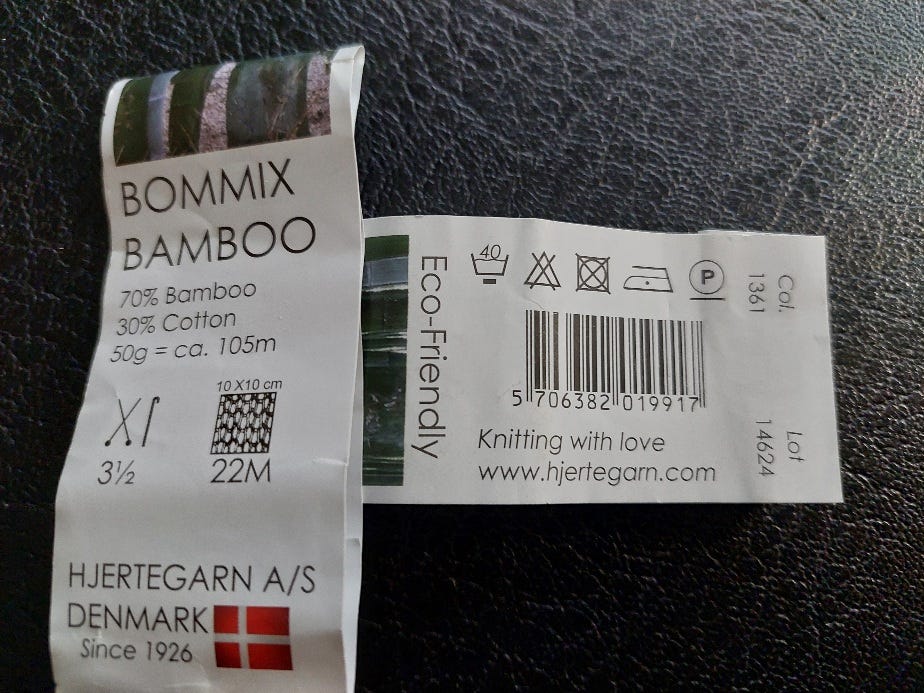 BOMMIX
BAMBOO
70% Bamboo
30% Cotton
50g = ca. 105m
10 X10 cm
3½
22M
HJERTEGARN A/S
DENMARK
Since 1926
Eco-Friendly
40
P
5 706382 019917
Knitting with love
www.hjertegarn.com
Col.
1361
Lot
14624